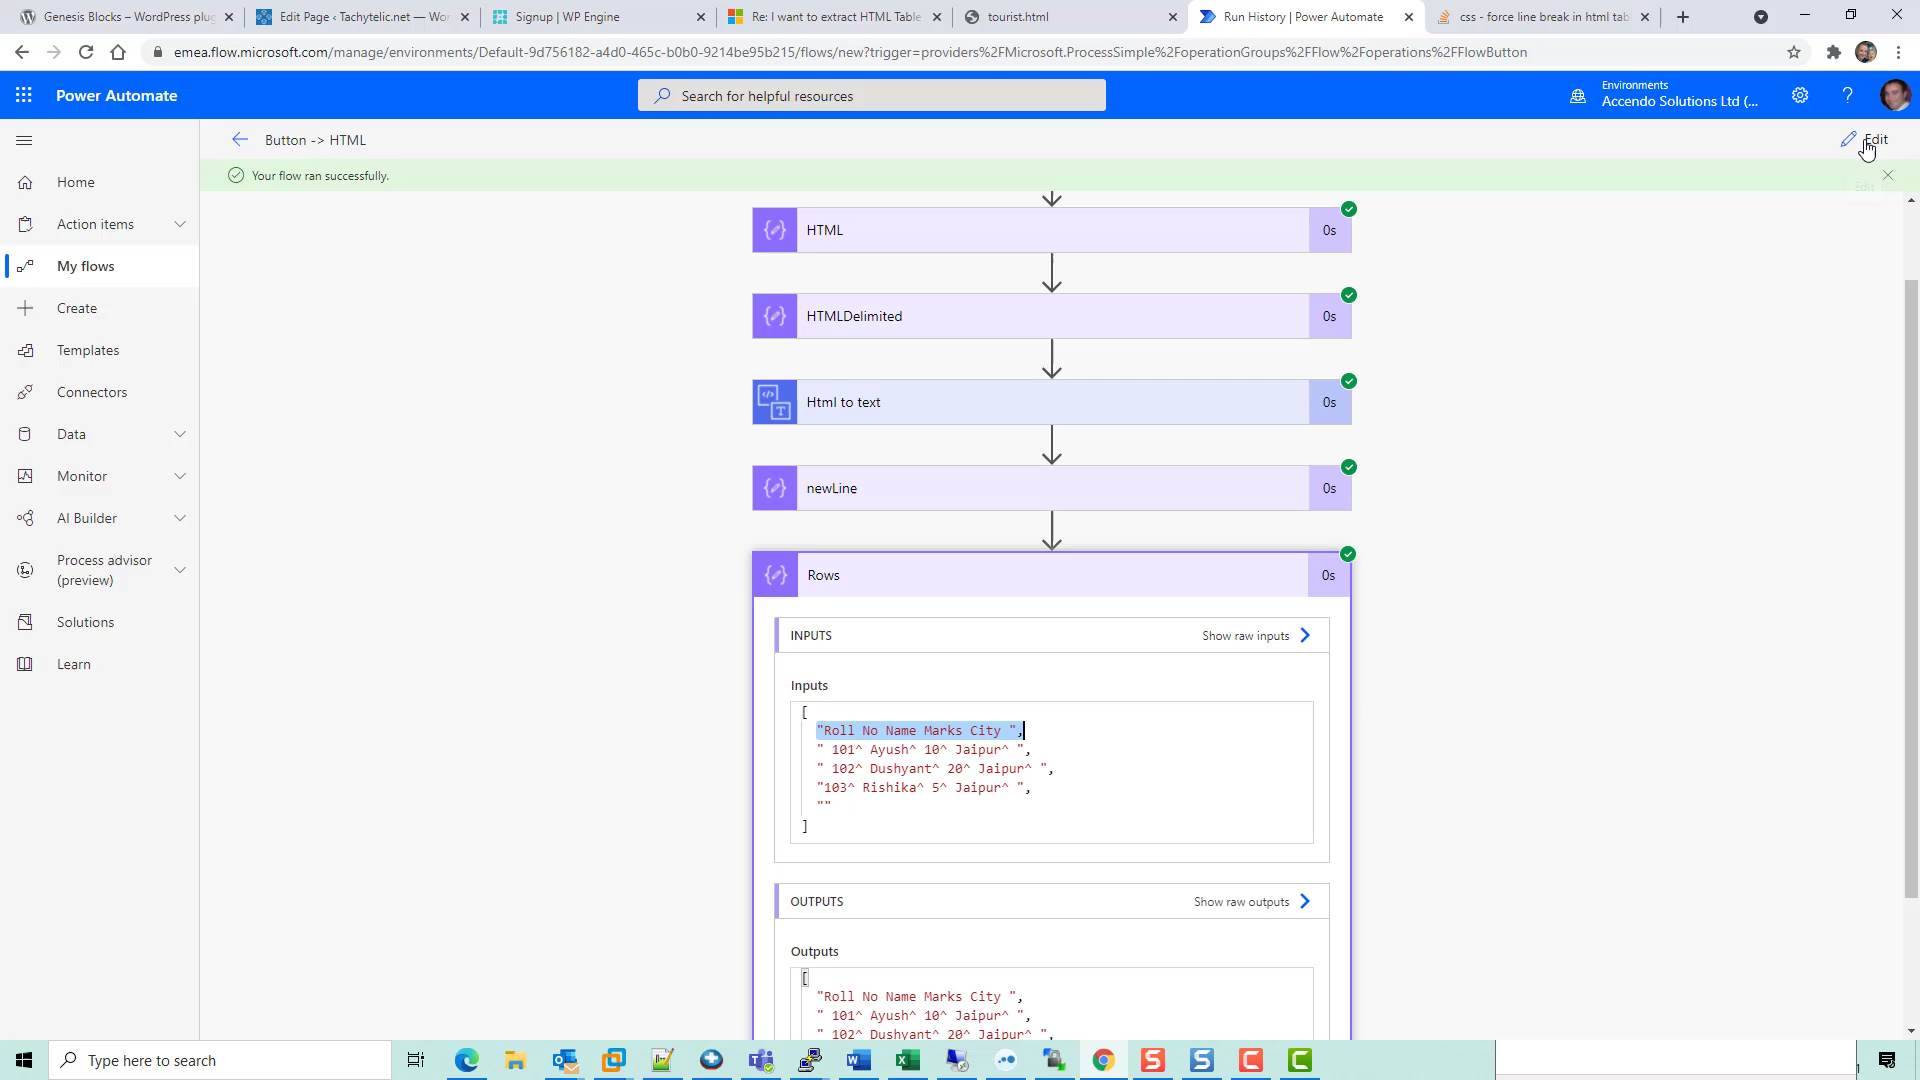 Genesis Blocks – WordPress plug
Edit Page ‹ Tachytelic.net — Wor
Signup | WP Engine
Re: I want to extract HTML Table
tourist.html
Run History | Power Automate
css - force line break in html tabl
emea.flow.microsoft.com/manage/environments/Default-9d756182-a4d0-465c-b0b0-9214be95b215/flows/new?trigger=providers%2FMicrosoft.ProcessSimple%2FoperationGroups%2FFlow%2Foperations%2FFlowButton
Power Automate
Search for helpful resources
Environments
Accendo Solutions Ltd (...
?
Button -> HTML
Edit
Your flow ran successfully.
Edit
Home
Action items
My flows
Create
Templates
Connectors
Data
Monitor
AI Builder
Process advisor
(preview)
Solutions
Learn
HTML
0s
HTMLDelimited
0s
Html to text
0s
newLine
0s
Rows
0s
INPUTS
Show raw inputs
Inputs
[
"Roll No Name Marks City ",
" 101^ Ayush^ 10^ Jaipur^ ",
" 102^ Dushyant^ 20^ Jaipur^ ",
"103^ Rishika^ 5^ Jaipur^ ",
""
]
OUTPUTS
Show raw outputs
Outputs
[
"Roll No Name Marks City ",
" 101^ Ayush^ 10^ Jaipur^ ",
" 102^ Dushyant^ 20^ Jaipur^ ",
Type here to search